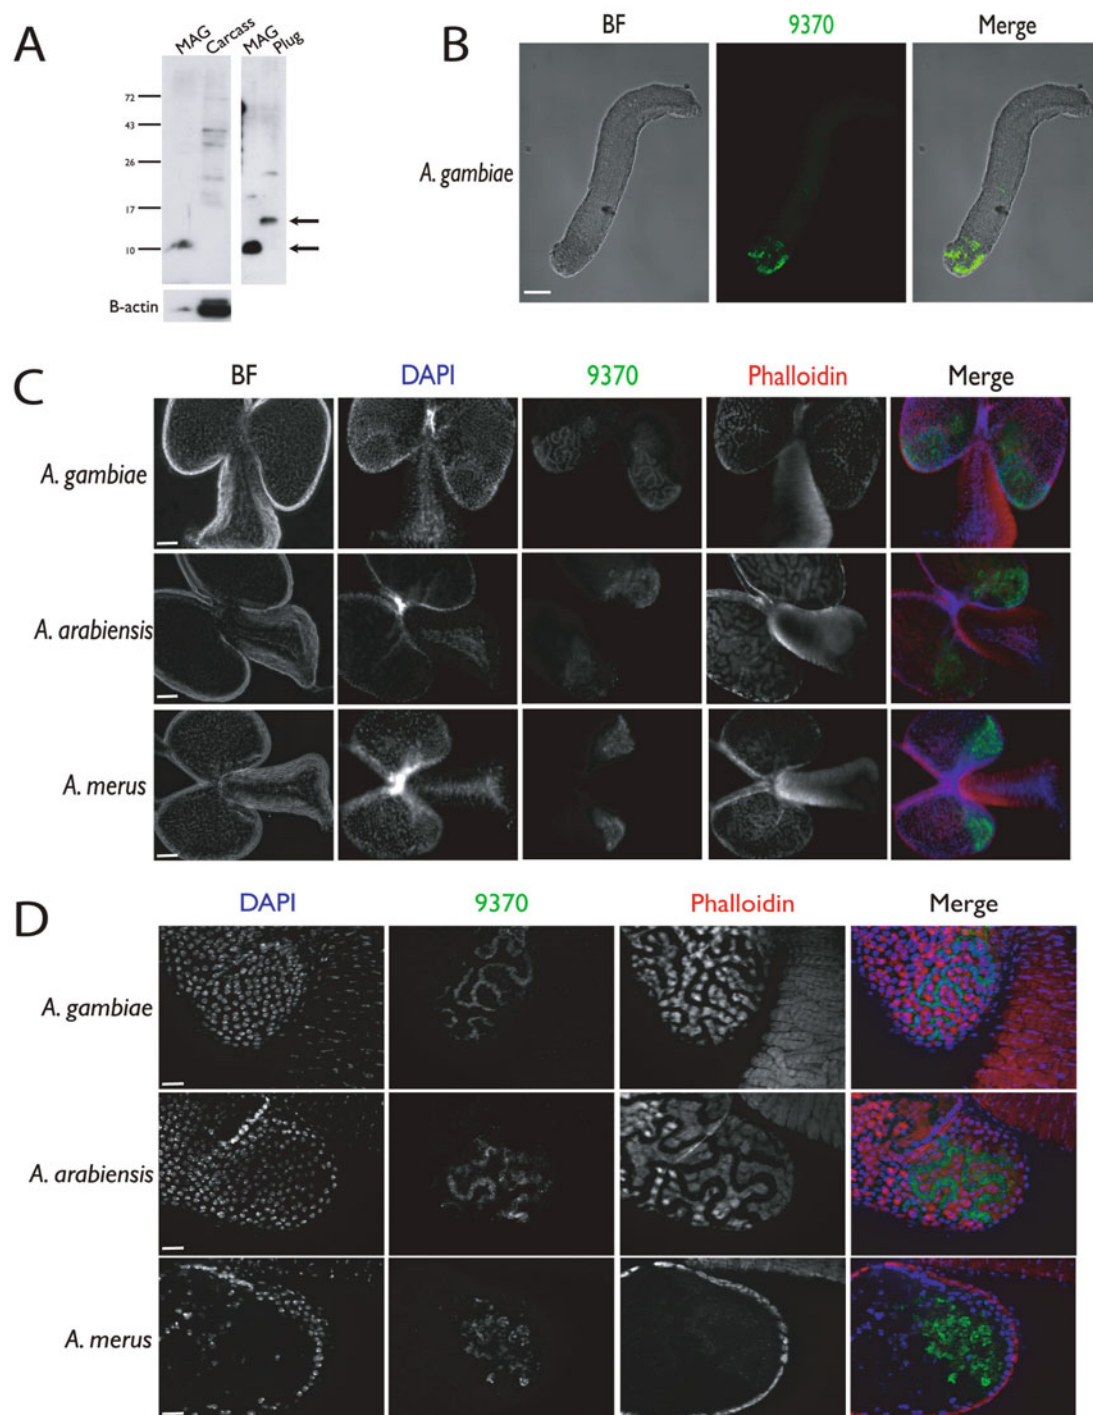 A
MAG Carcass
MAG Plug
72
43
26
17
10
B-actin
B
BF 9370 Merge
A. gambiae
C
BF DAPI 9370 Phalloidin Merge
A. gambiae
A. arabiensis
A. merus
D
DAPI 9370 Phalloidin Merge
A. gambiae
A. arabiensis
A. merus